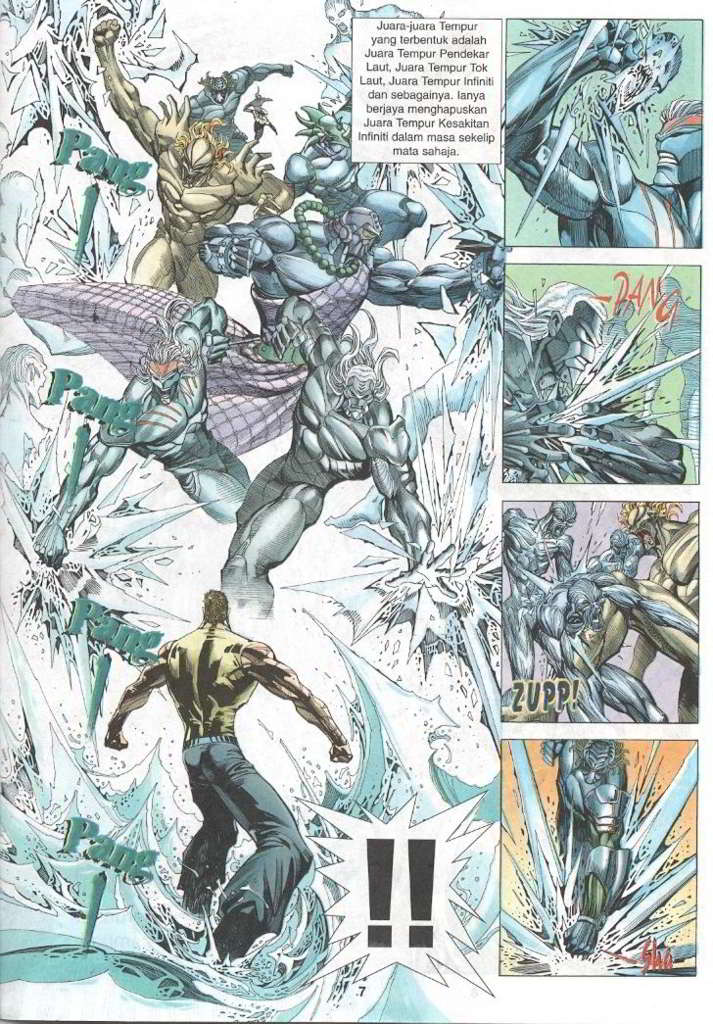 Juara-juara Tempur
yang terbentuk adalah
Juara Tempur Pendekar
Laut, Juara Tempur Tok
Laut, Juara Tempur Infiniti
dan sebagainya. Ianya
berjaya menghapuskan
Juara Tempur Kesakitan
Infiniti dalam masa sekelip
mata sahaja.
Pang!
Pang!
Pang!
Pang!
!!
PANG
ZUPP!
Sha
7